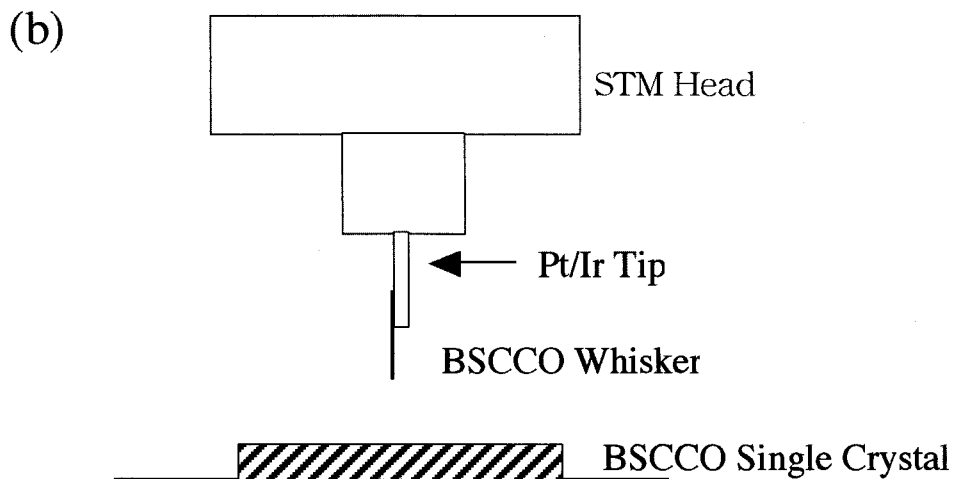 (b)
STM Head
Pt/Ir Tip
BSCCO Whisker
BSCCO Single Crystal